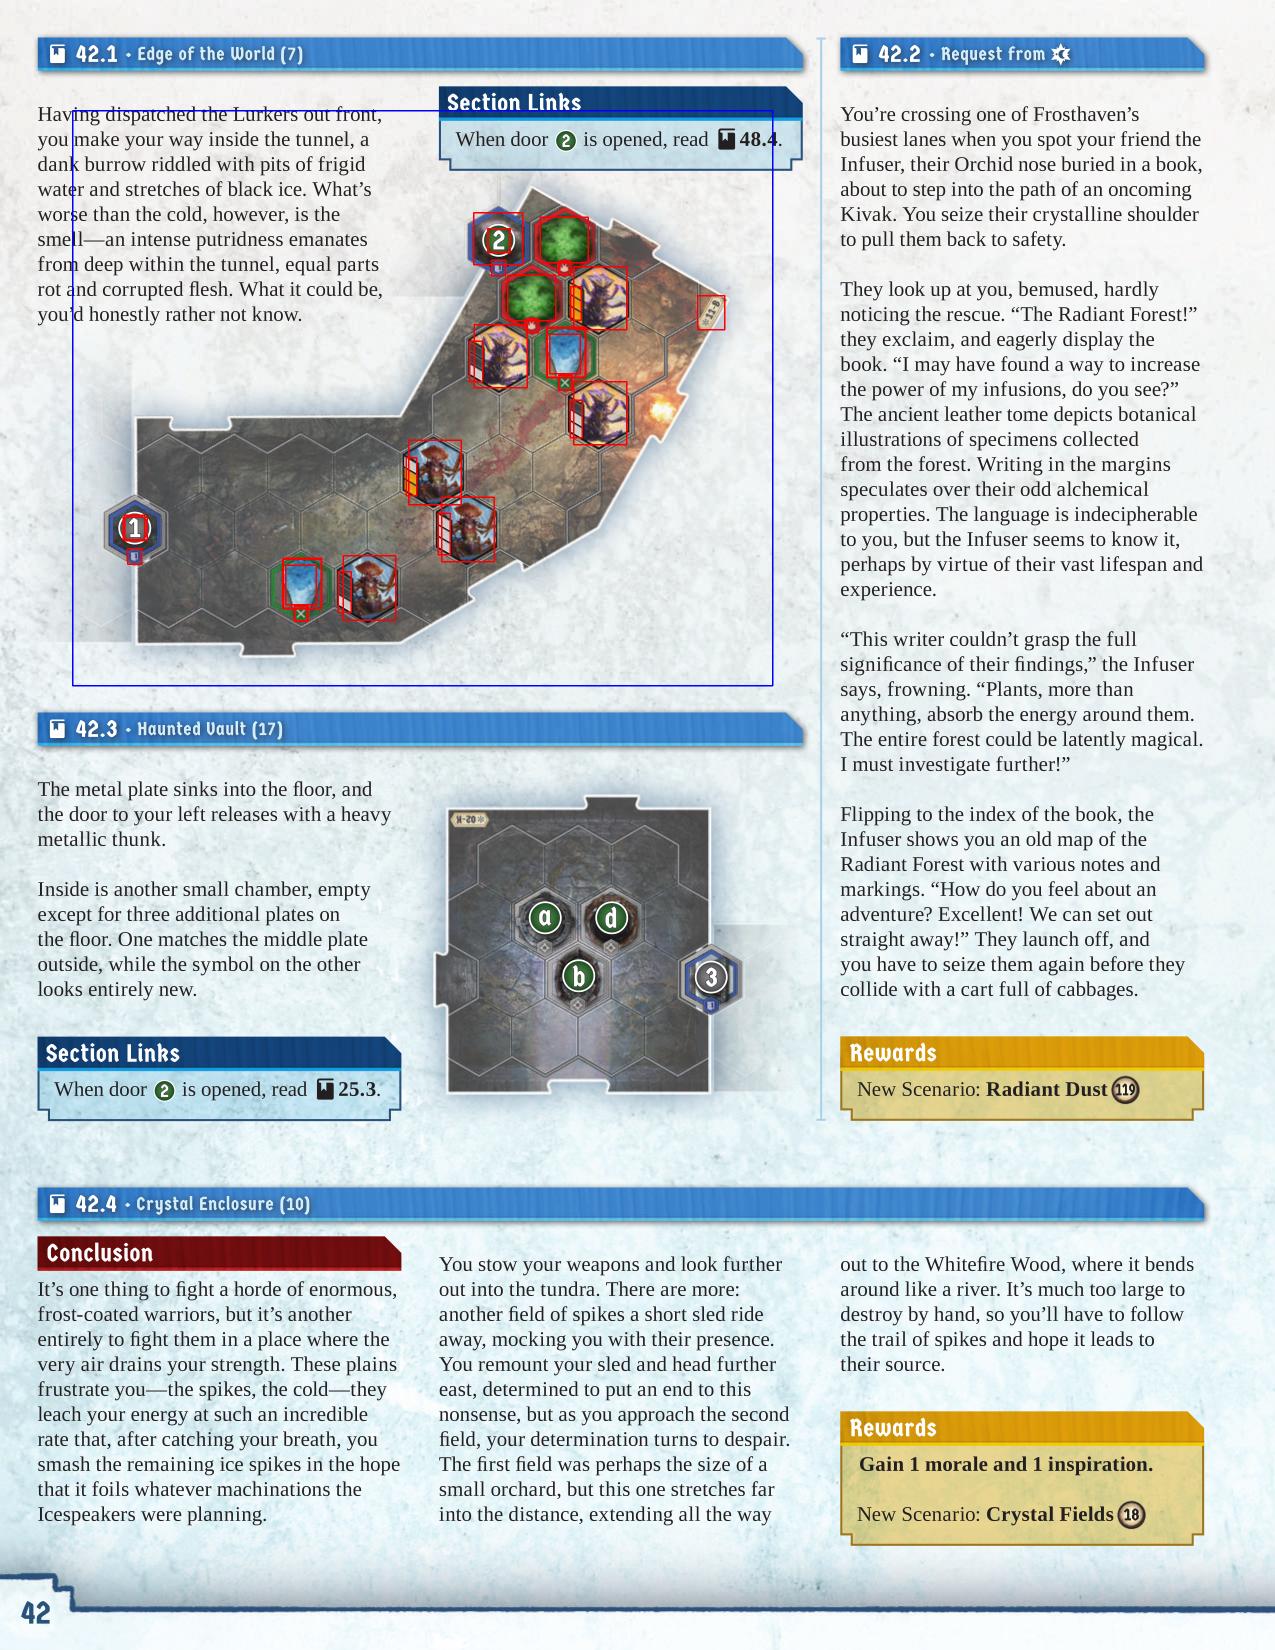 42.1 • Edge of the World (7)
Having dispatched the Lurkers out front,
you make your way inside the tunnel, a
dank burrow riddled with pits of frigid
water and stretches of black ice. What’s
worse than the cold, however, is the
smell—an intense putridness emanates
from deep within the tunnel, equal parts
rot and corrupted flesh. What it could be,
you’d honestly rather not know.
Section Links
When door 2 is opened, read 48.4.
2
11-B
1
42.3 • Haunted Vault (17)
The metal plate sinks into the floor, and
the door to your left releases with a heavy
metallic thunk.
Inside is another small chamber, empty
except for three additional plates on
the floor. One matches the middle plate
outside, while the symbol on the other
looks entirely new.
Section Links
When door 2 is opened, read 25.3.
a
d
b
3
42.2 • Request from
You’re crossing one of Frosthaven’s
busiest lanes when you spot your friend the
Infuser, their Orchid nose buried in a book,
about to step into the path of an oncoming
Kivak. You seize their crystalline shoulder
to pull them back to safety.
They look up at you, bemused, hardly
noticing the rescue. “The Radiant Forest!”
they exclaim, and eagerly display the
book. “I may have found a way to increase
the power of my infusions, do you see?”
The ancient leather tome depicts botanical
illustrations of specimens collected
from the forest. Writing in the margins
speculates over their odd alchemical
properties. The language is indecipherable
to you, but the Infuser seems to know it,
perhaps by virtue of their vast lifespan and
experience.
“This writer couldn’t grasp the full
significance of their findings,” the Infuser
says, frowning. “Plants, more than
anything, absorb the energy around them.
The entire forest could be latently magical.
I must investigate further!”
Flipping to the index of the book, the
Infuser shows you an old map of the
Radiant Forest with various notes and
markings. “How do you feel about an
adventure? Excellent! We can set out
straight away!” They launch off, and
you have to seize them again before they
collide with a cart full of cabbages.
Rewards
New Scenario: Radiant Dust 119
42.4 • Crystal Enclosure (10)
Conclusion
It’s one thing to fight a horde of enormous,
frost-coated warriors, but it’s another
entirely to fight them in a place where the
very air drains your strength. These plains
frustrate you—the spikes, the cold—they
leach your energy at such an incredible
rate that, after catching your breath, you
smash the remaining ice spikes in the hope
that it foils whatever machinations the
Icespeakers were planning.
You stow your weapons and look further
out into the tundra. There are more:
another field of spikes a short sled ride
away, mocking you with their presence.
You remount your sled and head further
east, determined to put an end to this
nonsense, but as you approach the second
field, your determination turns to despair.
The first field was perhaps the size of a
small orchard, but this one stretches far
into the distance, extending all the way
out to the Whitefire Wood, where it bends
around like a river. It’s much too large to
destroy by hand, so you’ll have to follow
the trail of spikes and hope it leads to
their source.
Rewards
Gain 1 morale and 1 inspiration.
New Scenario: Crystal Fields 18
42